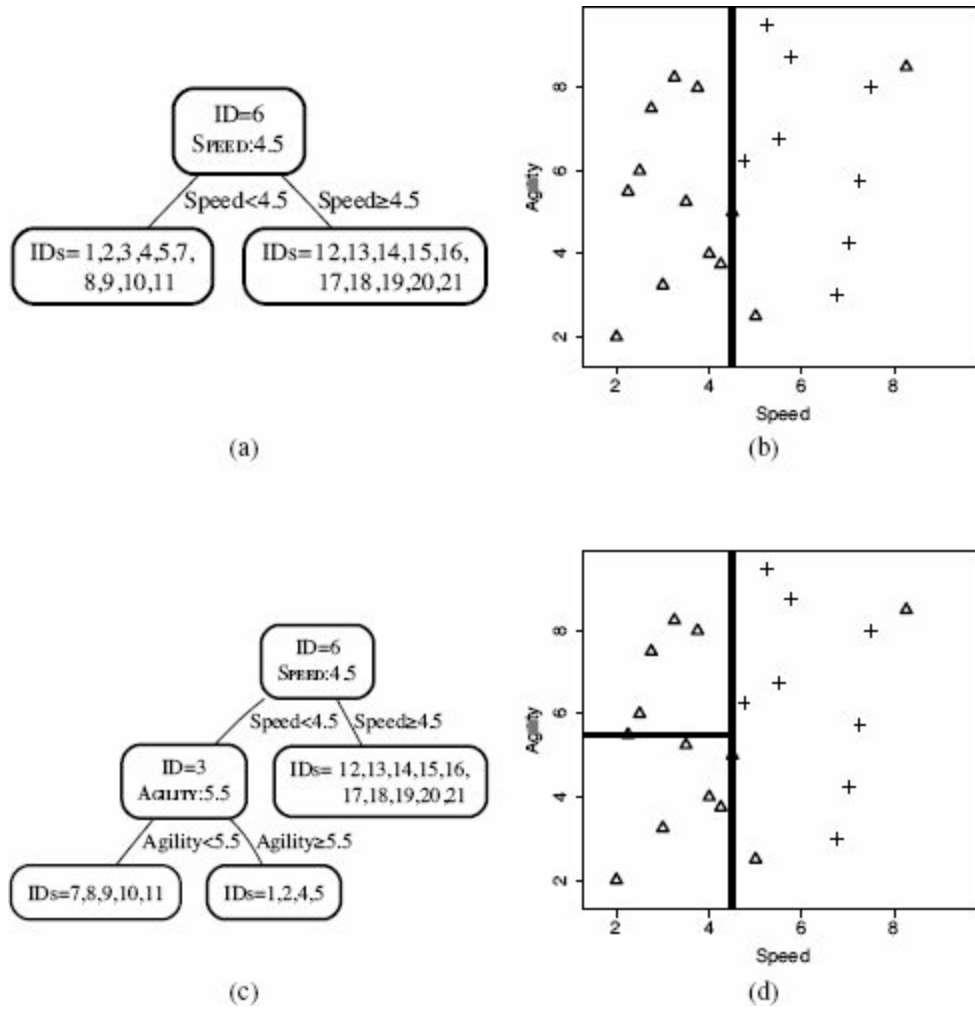 ID=6
SPEED:4.5
Speed<4.5
Speed≥4.5
IDs= 1,2,3,4,5,7,
8,9,10,11
IDs= 12,13,14,15,16,
17,18,19,20,21
(a)
8
6
4
2
Agility
2
4
6
8
Speed
(b)
ID=6
SPEED:4.5
Speed<4.5
Speed≥4.5
ID=3
AGILITY:5.5
IDs= 12,13,14,15,16,
17,18,19,20,21
Agility<5.5
Agility≥5.5
IDs=7,8,9,10,11
IDs=1,2,4,5
(c)
8
6
4
2
Agility
2
4
6
8
Speed
(d)